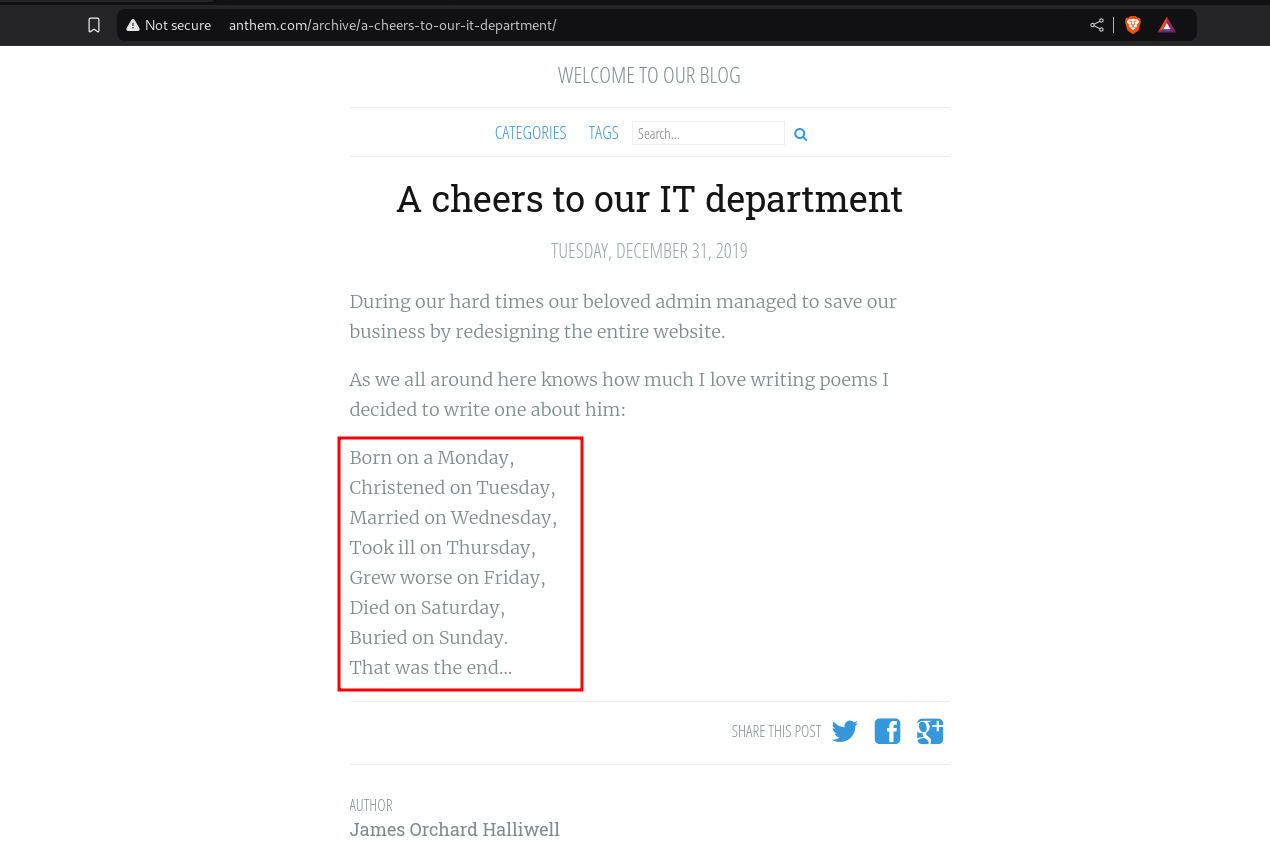 Not secure anthem.com/archive/a-cheers-to-our-it-department/
WELCOME TO OUR BLOG
CATEGORIES TAGS Search...
A cheers to our IT department
TUESDAY, DECEMBER 31, 2019
During our hard times our beloved admin managed to save our
business by redesigning the entire website.
As we all around here knows how much I love writing poems I
decided to write one about him:
Born on a Monday,
Christened on Tuesday,
Married on Wednesday,
Took ill on Thursday,
Grew worse on Friday,
Died on Saturday,
Buried on Sunday.
That was the end…
SHARE THIS POST
AUTHOR
James Orchard Halliwell